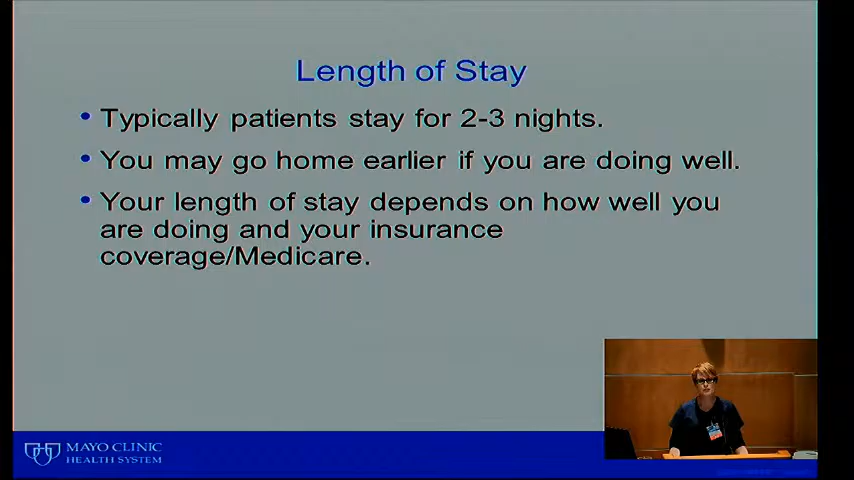 Length of Stay
• Typically patients stay for 2-3 nights.
• You may go home earlier if you are doing well.
• Your length of stay depends on how well you
are doing and your insurance
coverage/Medicare.
MAYO CLINIC
HEALTH SYSTEM